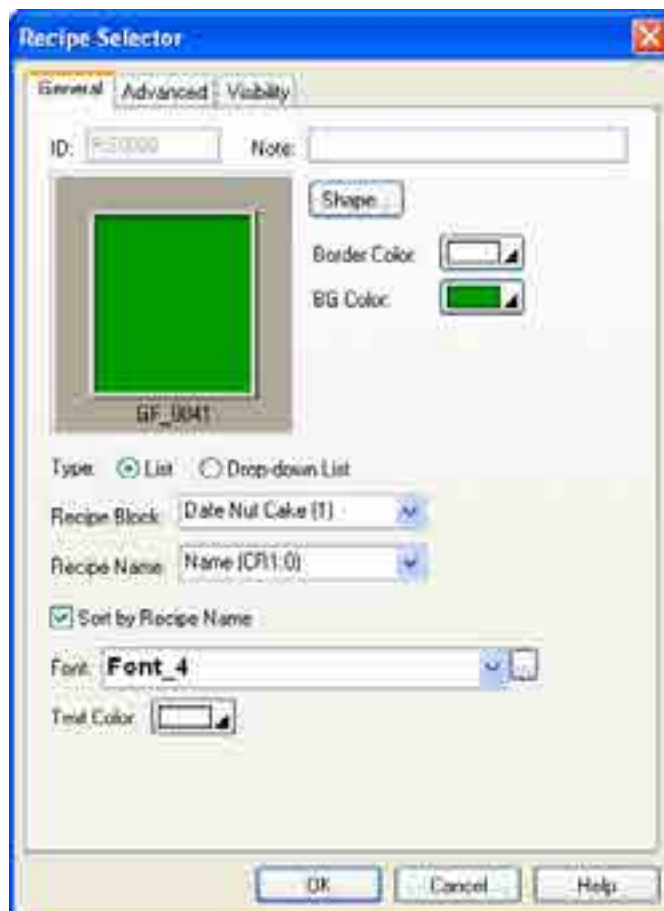 Recipe Selector
General Advanced Visibility
ID: RS0000 Note:
Shape...
Border Color:
BG Color:
GF_0041
Type: List Drop-down List
Recipe Block: Date Nut Cake (1)
Recipe Name: Name (CR1:0)
Sort by Recipe Name
Font: Font_4
...
Text Color:
OK Cancel Help